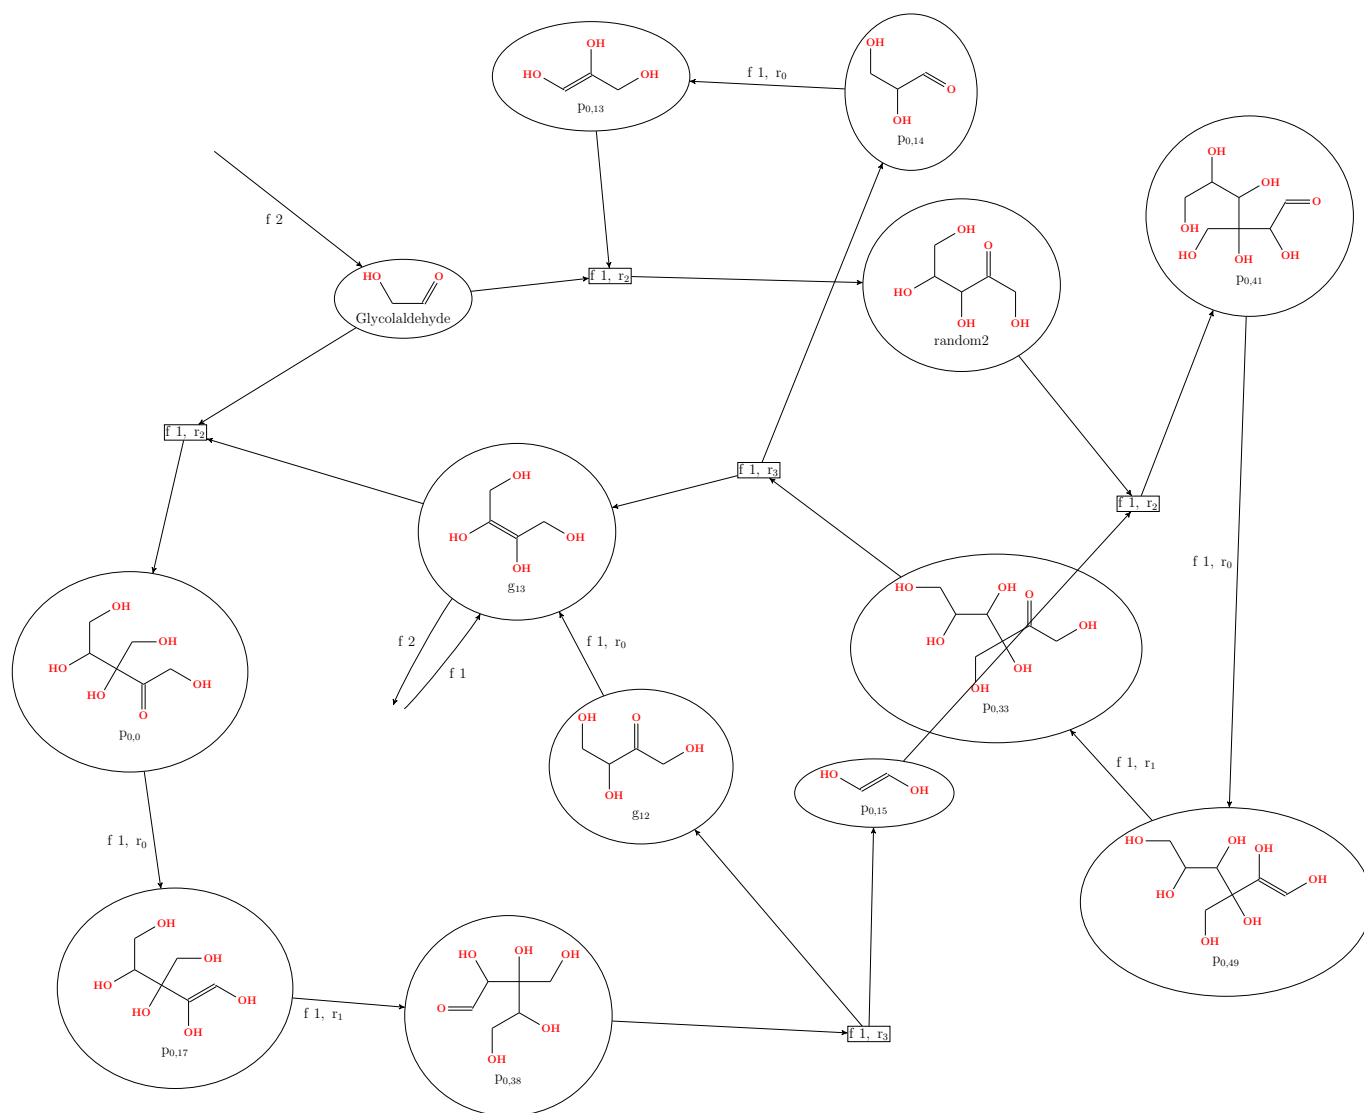 OH
HO
OH
p0,13
f 1, r0
OH
O
OH
p0,14
OH
OH
O
OH
HO
OH
OH
p0,41
f 2
HO
O
Glycolaldehyde
f 1, r2
OH
O
HO
OH
OH
random2
f 1, r2
f 1, r3
f 1, r2
OH
HO
OH
OH
g13
f 2
f 1
f 1, r0
f 1, r0
HO
OH
O
OH
HO
OH
OH
p0,33
OH
OH
HO
OH
HO
O
p0,0
OH
O
OH
OH
g12
HO
OH
p0,15
f 1, r1
f 1, r0
HO
OH
OH
OH
HO
OH
OH
p0,49
OH
OH
HO
OH
HO
OH
p0,17
f 1, r1
HO
OH
OH
O
OH
OH
p0,38
f 1, r3